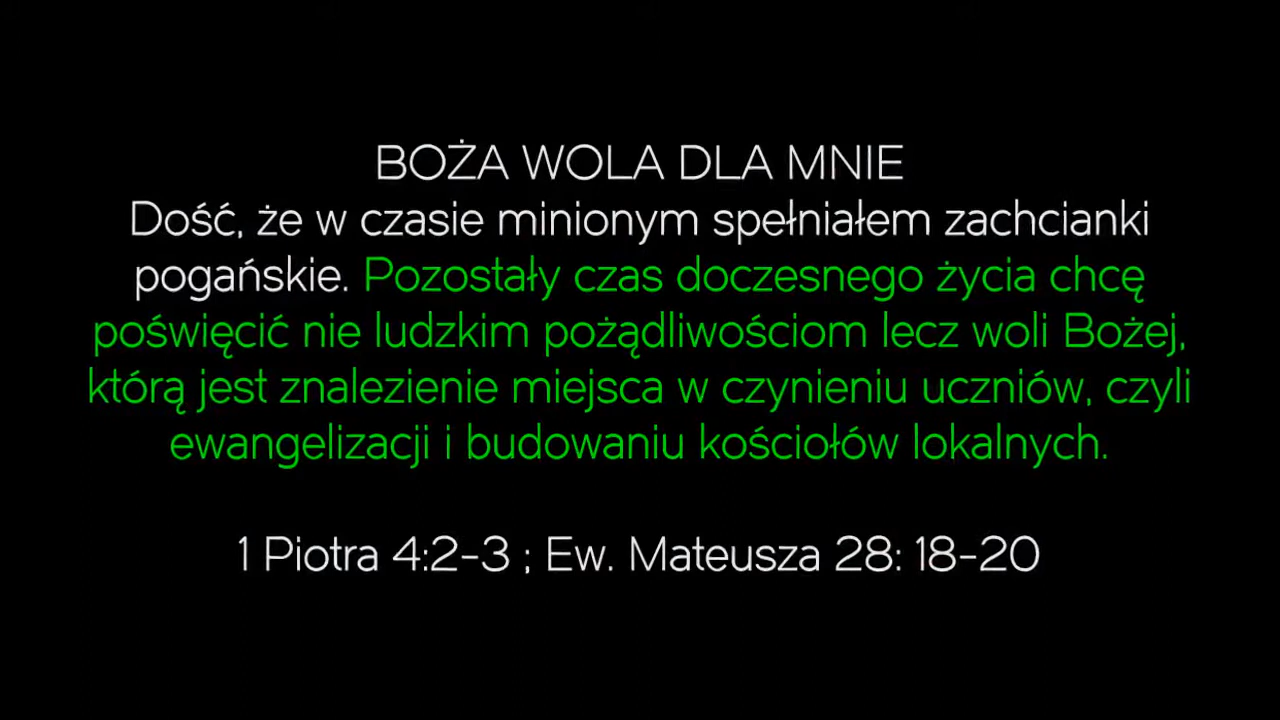 BOŻA WOLA DLA MNIE
Dość, że w czasie minionym spełniałem zachcianki
pogańskie. Pozostały czas doczesnego życia chcę
poświęcić nie ludzkim pożądliwościom lecz woli Bożej,
którą jest znalezienie miejsca w czynieniu uczniów, czyli
ewangelizacji i budowaniu kościołów lokalnych.
1 Piotra 4:2-3 ; Ew. Mateusza 28: 18-20